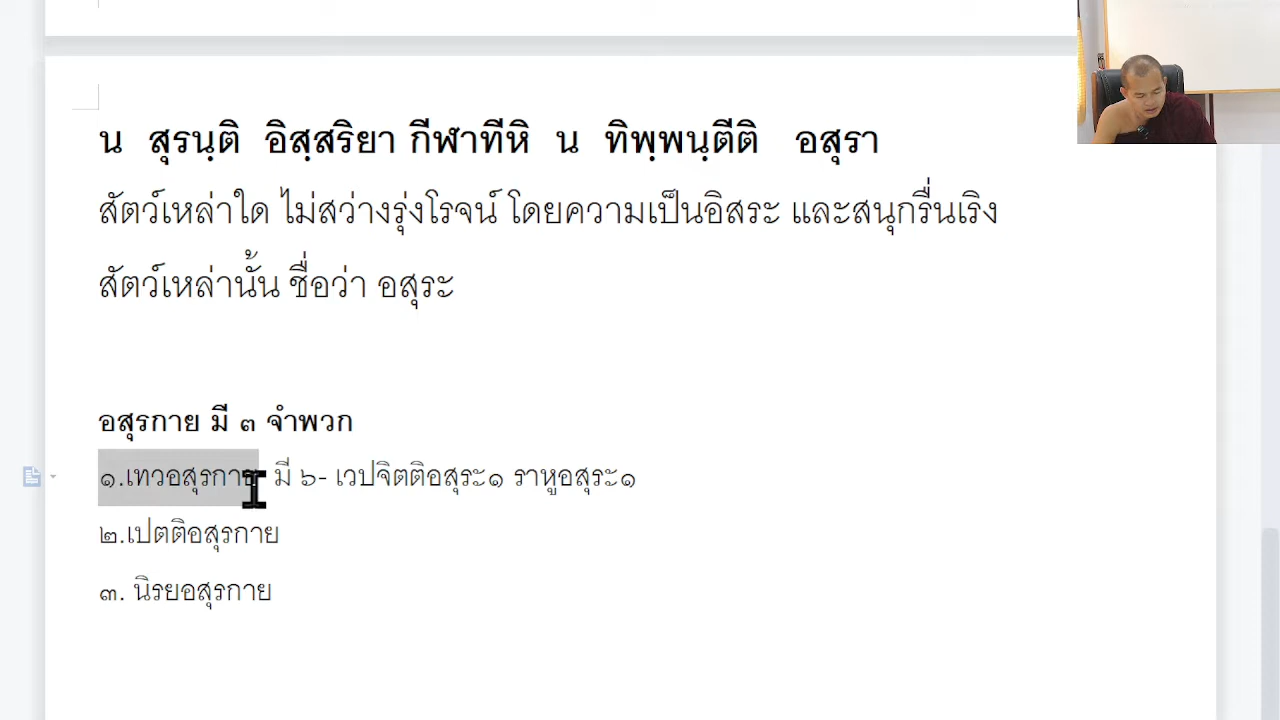 น สุรนฺติ อิสฺสริยา กีฬาทีหิ น ทิพฺพนฺตีติ อสุรา
สัตว์เหล่าใด ไม่สว่างรุ่งโรจน์ โดยความเป็นอิสระ และสนุกรื่นเริง
สัตว์เหล่านั้น ชื่อว่า อสุระ
อสุรกาย มี ๓ จำพวก
๑.เทวอสุรกาย มี ๖- เวปจิตติอสุระ๑ ราหูอสุระ๑
๒.เปตติอสุรกาย
๓. นิรยอสุรกาย